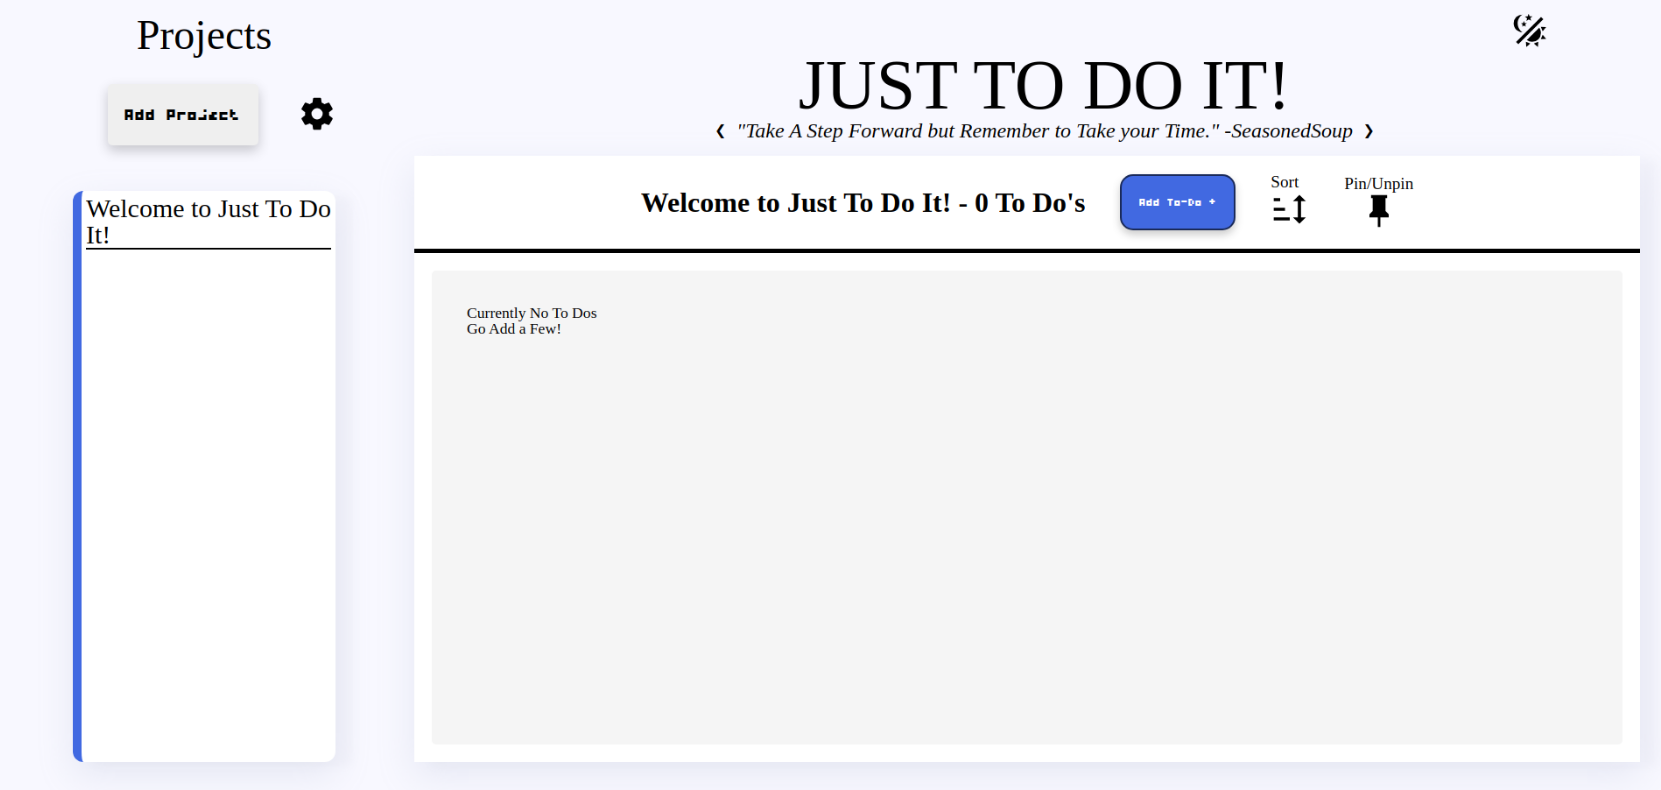 Projects
Add Project
Welcome to Just To Do
It!
JUST TO DO IT!
❮ "Take A Step Forward but Remember to Take your Time." -SeasonedSoup ❯
Welcome to Just To Do It! - 0 To Do's
Add To-Do +
Sort
Pin/Unpin
Currently No To Dos
Go Add a Few!